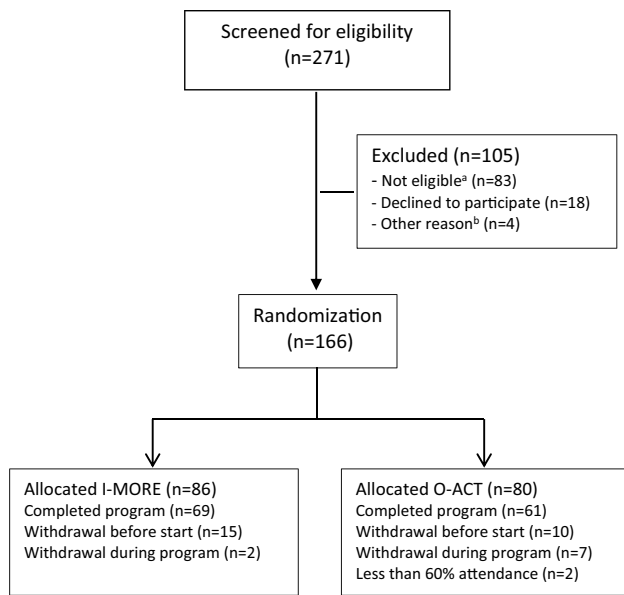 Screened for eligibility
(n=271)
Excluded (n=105)
- Not eligibleᵃ (n=83)
- Declined to participate (n=18)
- Other reasonᵇ (n=4)
Randomization
(n=166)
Allocated I-MORE (n=86)
Completed program (n=69)
Withdrawal before start (n=15)
Withdrawal during program (n=2)
Allocated O-ACT (n=80)
Completed program (n=61)
Withdrawal before start (n=10)
Withdrawal during program (n=7)
Less than 60% attendance (n=2)